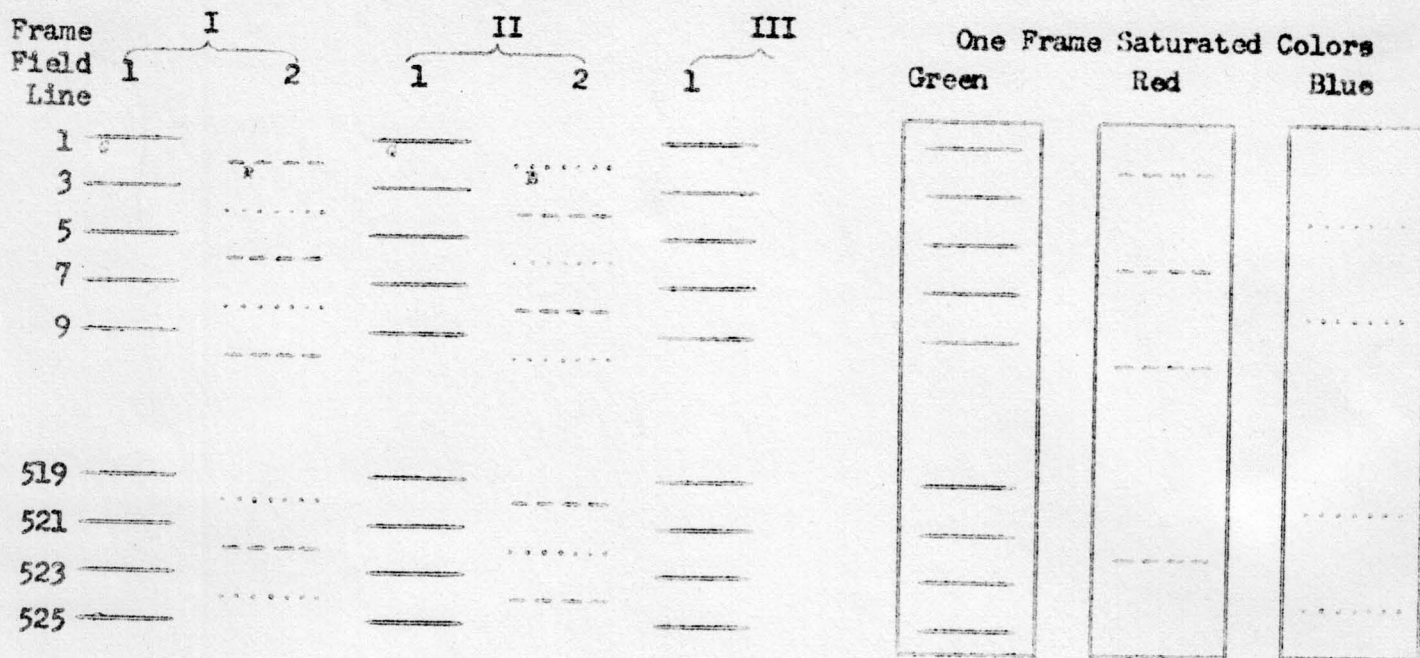 Frame I II III One Frame Saturated Colors
Field 1 2 1 2 1 Green Red Blue
Line
1
G G
R B
3
5
7
9
519
521
523
525